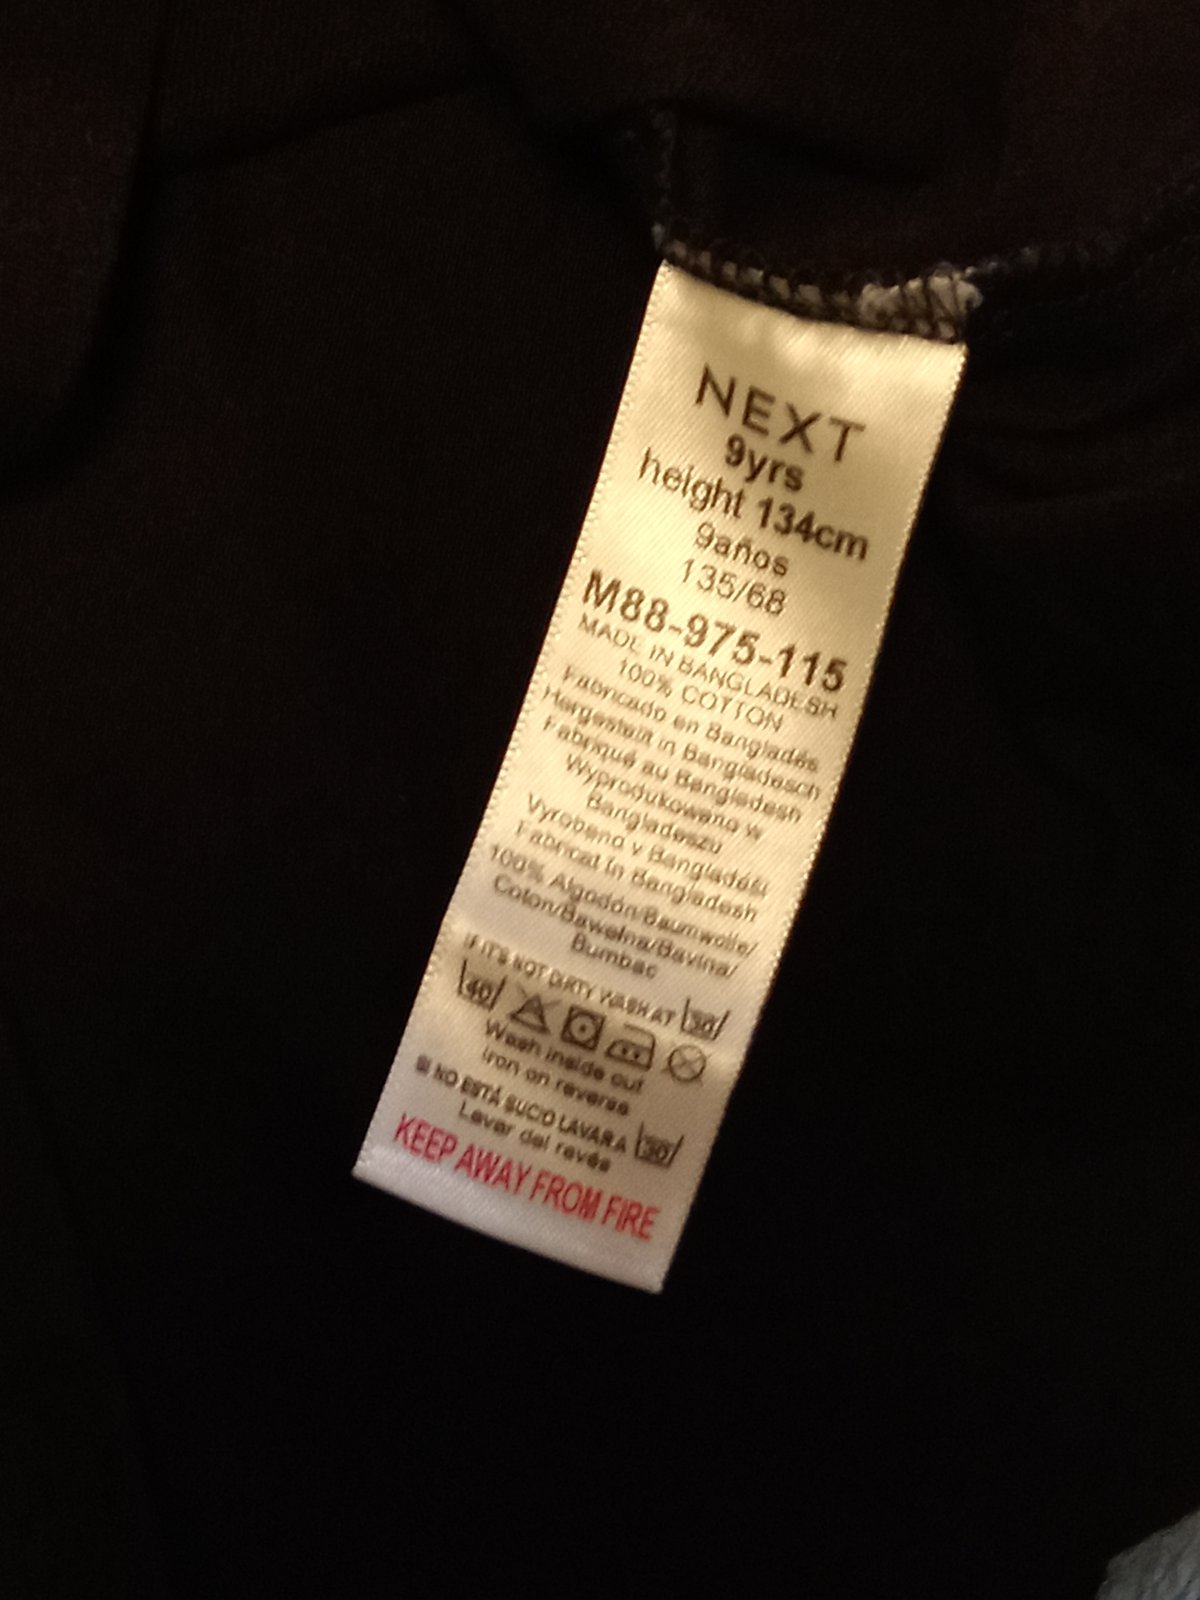 NEXT
9yrs
height 134cm
9años
135/68
M88-975-115
MADE IN BANGLADESH
100% COTTON
Fabricado en Bangladés
Hergestellt in Bangladesch
Fabriqué au Bangladesh
Wyprodukowano w
Bangladeszu
Vyrobeno v Bangladéši
Fabricat în Bangladesh
100% Algodón/Baumwolle/
Coton/Bawełna/Bavlna/
Bumbac
IF IT'S NOT DIRTY WASH AT 30
40
Wash inside out
iron on reverse
SI NO ESTÁ SUCIO LAVAR A 30
Lavar del revés
KEEP AWAY FROM FIRE